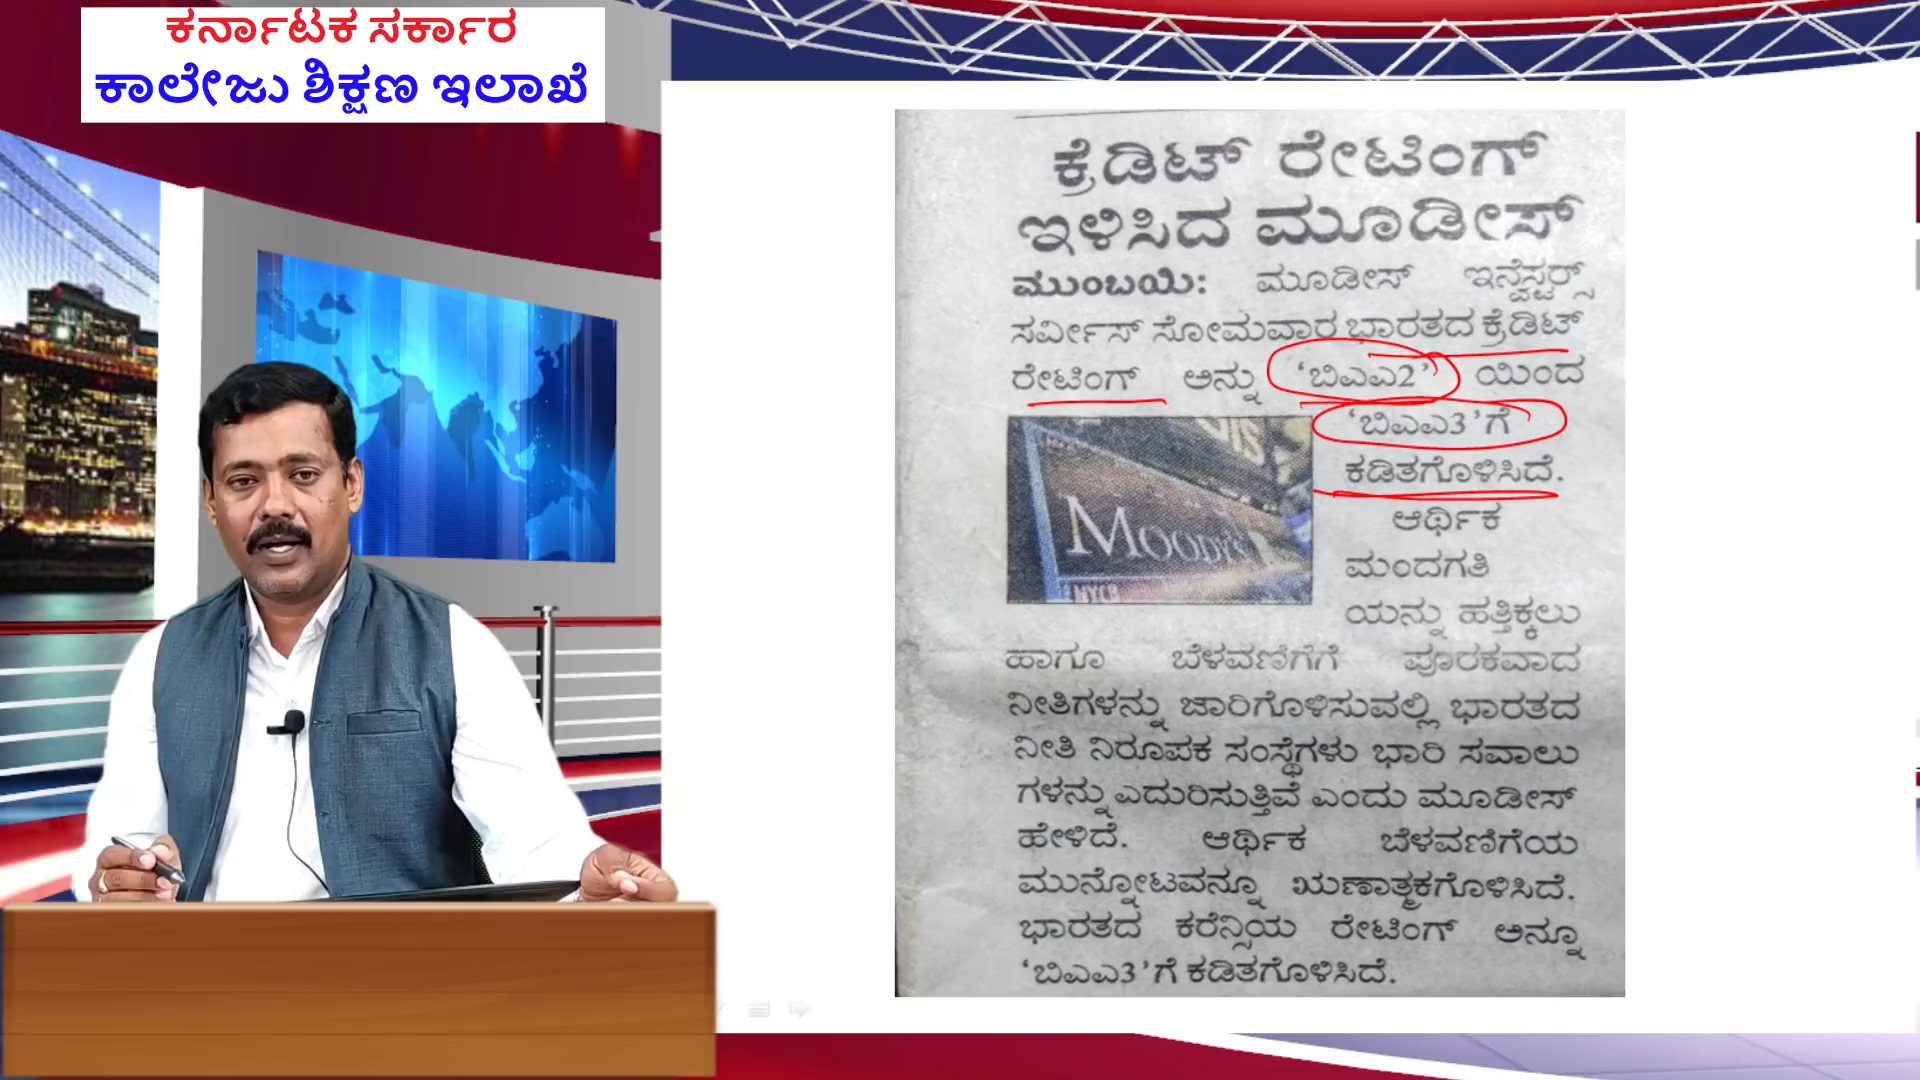 ಕರ್ನಾಟಕ ಸರ್ಕಾರ
ಕಾಲೇಜು ಶಿಕ್ಷಣ ಇಲಾಖೆ
ಕ್ರೆಡಿಟ್ ರೇಟಿಂಗ್
ಇಳಿಸಿದ ಮೂಡೀಸ್
ಮುಂಬಯಿ: ಮೂಡೀಸ್ ಇನ್ವೆಸ್ಟರ್ಸ್
ಸರ್ವೀಸ್ ಸೋಮವಾರ ಭಾರತದ ಕ್ರೆಡಿಟ್
ರೇಟಿಂಗ್ ಅನ್ನು ‘ಬಿಎಎ2’ ಯಿಂದ
‘ಬಿಎಎ3’ಗೆ
ಕಡಿತಗೊಳಿಸಿದೆ.
ಆರ್ಥಿಕ
ಮಂದಗತಿ
ಯನ್ನು ಹತ್ತಿಕ್ಕಲು
MOODY'S
ಹಾಗೂ ಬೆಳವಣಿಗೆಗೆ ಪೂರಕವಾದ
ನೀತಿಗಳನ್ನು ಜಾರಿಗೊಳಿಸುವಲ್ಲಿ ಭಾರತದ
ನೀತಿ ನಿರೂಪಕ ಸಂಸ್ಥೆಗಳು ಭಾರಿ ಸವಾಲು
ಗಳನ್ನು ಎದುರಿಸುತ್ತಿವೆ ಎಂದು ಮೂಡೀಸ್
ಹೇಳಿದೆ. ಆರ್ಥಿಕ ಬೆಳವಣಿಗೆಯ
ಮುನ್ನೋಟವನ್ನೂ ಋಣಾತ್ಮಕಗೊಳಿಸಿದೆ.
ಭಾರತದ ಕರೆನ್ಸಿಯ ರೇಟಿಂಗ್ ಅನ್ನೂ
‘ಬಿಎಎ3’ಗೆ ಕಡಿತಗೊಳಿಸಿದೆ.